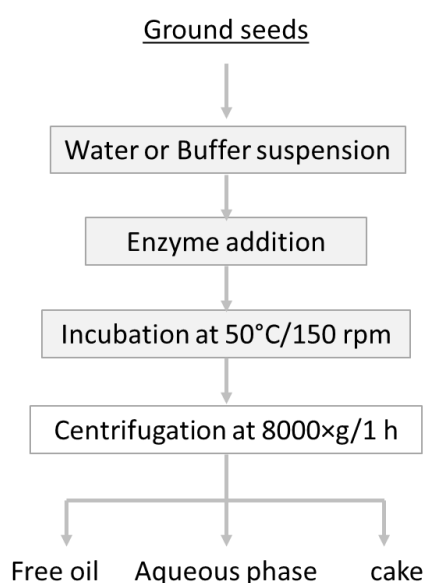 Ground seeds
Water or Buffer suspension
Enzyme addition
Incubation at 50°C/150 rpm
Centrifugation at 8000×g/1 h
Free oil Aqueous phase cake